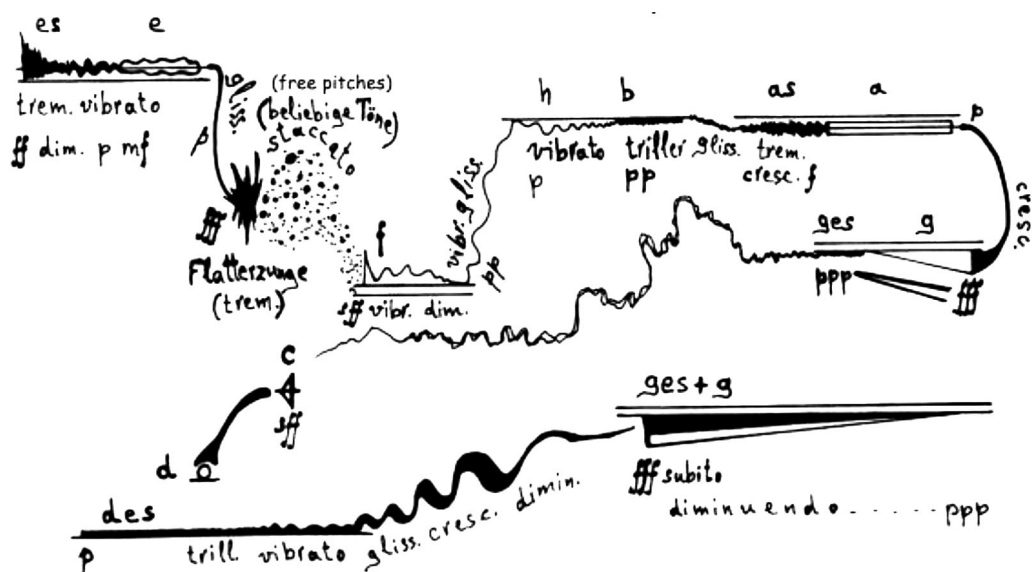 es e
trem. vibrato
ff dim. p mf
p
(free pitches)
(beliebige Töne)
staccato
fff
Flatterzunge
(trem.)
f
sff vibr. dim.
vibr. gliss.
pp
h b as a p
vibrato triller gliss. trem.
p pp cresc. f
cresc.
ges g
ppp fff
c
sff
d
des
p trill. vibrato gliss. cresc. dimin.
ges + g
fff subito
diminuendo ...... ppp